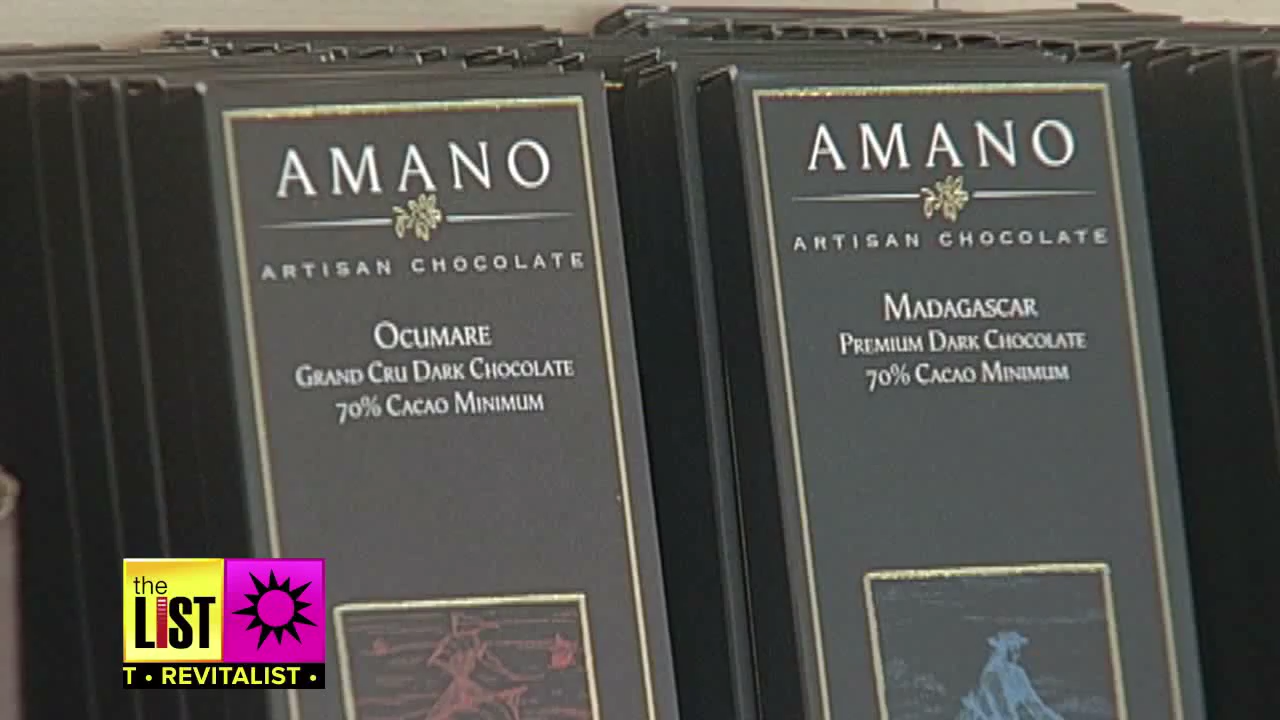 AMANO
ARTISAN CHOCOLATE
OCUMARE
GRAND CRU DARK CHOCOLATE
70% CACAO MINIMUM
AMANO
ARTISAN CHOCOLATE
MADAGASCAR
PREMIUM DARK CHOCOLATE
70% CACAO MINIMUM
the
LIST
T • REVITALIST •